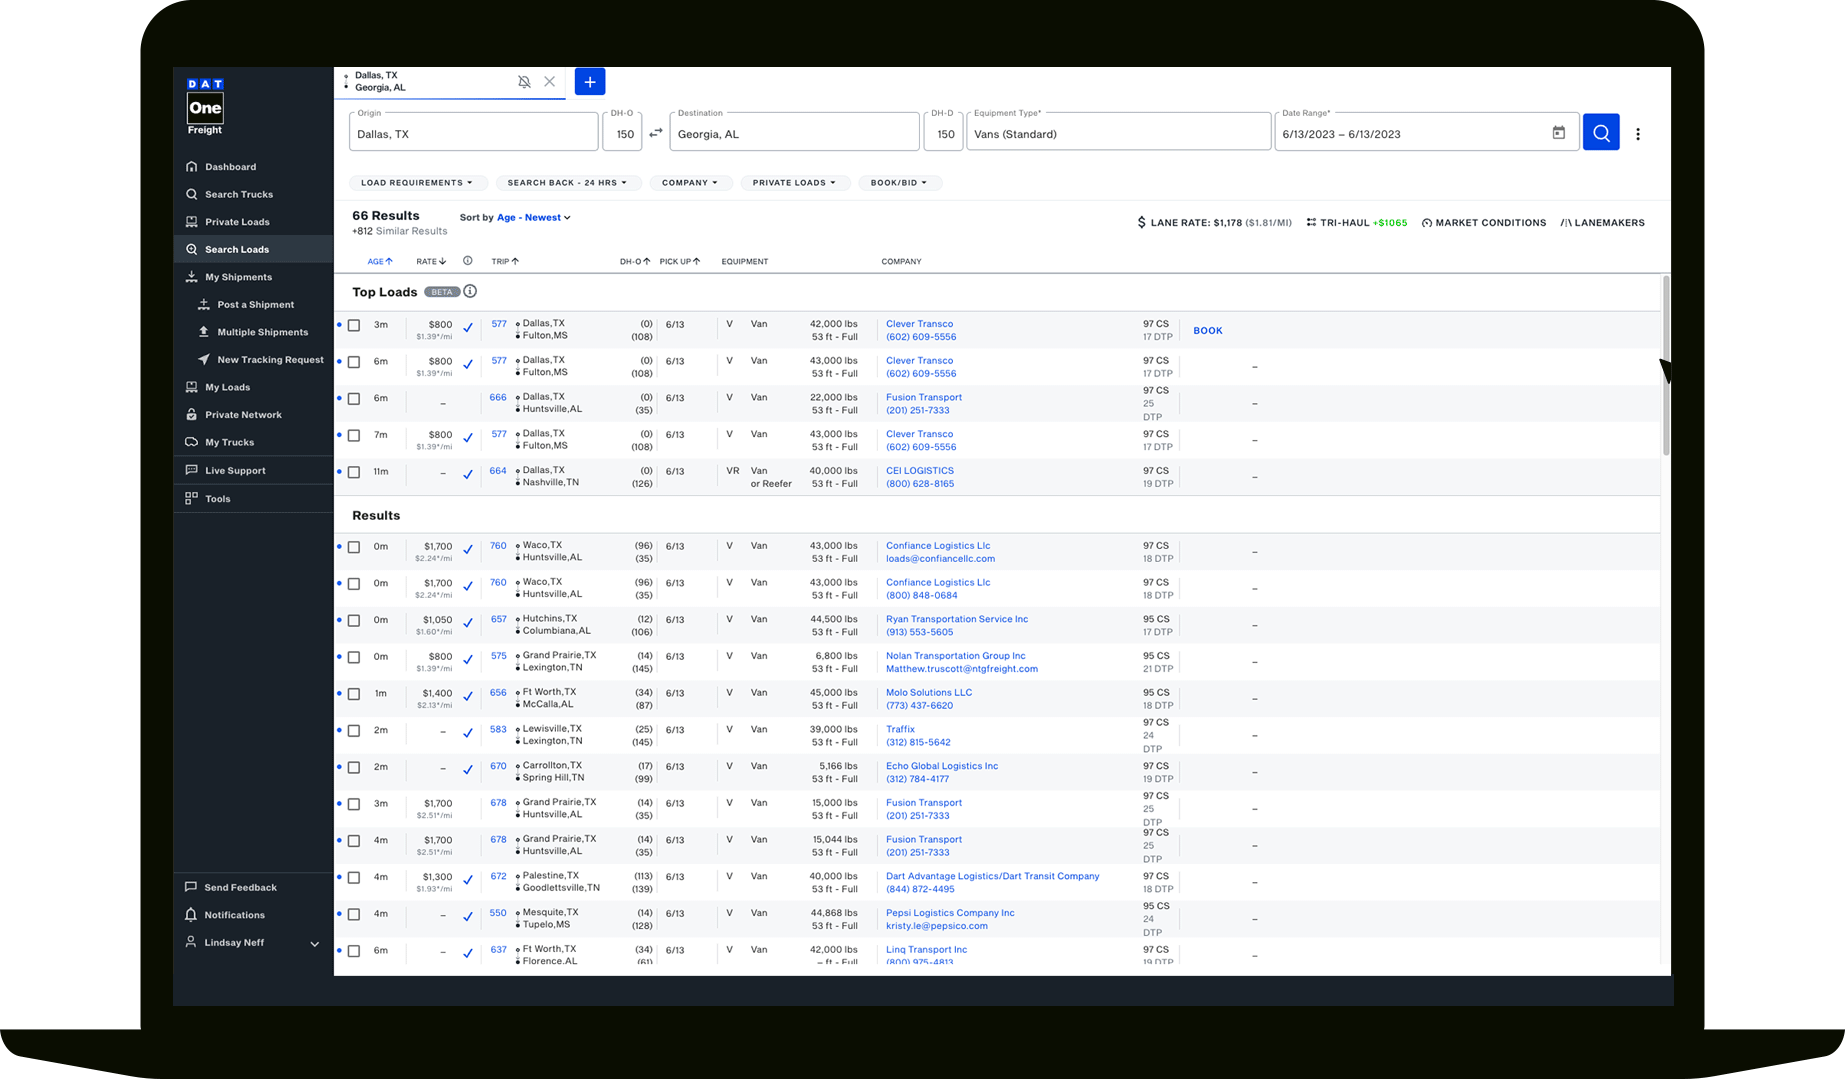 DAT
One
Freight
Dashboard
Search Trucks
Private Loads
Search Loads
My Shipments
Post a Shipment
Multiple Shipments
New Tracking Request
My Loads
Private Network
My Trucks
Live Support
Tools
Send Feedback
Notifications
Lindsay Neff
Dallas, TX
Georgia, AL
+
Origin DH-O Destination DH-D Equipment Type* Date Range*
Dallas, TX 150 Georgia, AL 150 Vans (Standard) 6/13/2023 – 6/13/2023
LOAD REQUIREMENTS SEARCH BACK - 24 HRS COMPANY PRIVATE LOADS BOOK/BID
66 Results Sort by Age - Newest
+812 Similar Results
$ LANE RATE: $1,178 ($1.81/MI) TRI-HAUL +$1065 MARKET CONDITIONS LANEMAKERS
AGE RATE TRIP DH-O PICK UP EQUIPMENT COMPANY
Top Loads BETA
3m $800 577 Dallas,TX (0) 6/13 V Van 42,000 lbs Clever Transco 97 CS BOOK
$1.39*/mi Fulton,MS (108) 53 ft - Full (602) 609-5556 17 DTP
6m $800 577 Dallas,TX (0) 6/13 V Van 43,000 lbs Clever Transco 97 CS –
$1.39*/mi Fulton,MS (108) 53 ft - Full (602) 609-5556 17 DTP
6m – 666 Dallas,TX (0) 6/13 V Van 22,000 lbs Fusion Transport 97 CS –
Huntsville,AL (35) 53 ft - Full (201) 251-7333 25
DTP
7m $800 577 Dallas,TX (0) 6/13 V Van 43,000 lbs Clever Transco 97 CS –
$1.39*/mi Fulton,MS (108) 53 ft - Full (602) 609-5556 17 DTP
11m – 664 Dallas,TX (0) 6/13 VR Van 40,000 lbs CEI LOGISTICS 97 CS –
Nashville,TN (126) or Reefer 53 ft - Full (800) 628-8165 19 DTP
Results
0m $1,700 760 Waco,TX (96) 6/13 V Van 43,000 lbs Confiance Logistics Llc 97 CS –
$2.24*/mi Huntsville,AL (35) 53 ft - Full loads@confiancellc.com 18 DTP
0m $1,700 760 Waco,TX (96) 6/13 V Van 43,000 lbs Confiance Logistics Llc 97 CS –
$2.24*/mi Huntsville,AL (35) 53 ft - Full (800) 848-0684 18 DTP
0m $1,050 657 Hutchins,TX (12) 6/13 V Van 44,500 lbs Ryan Transportation Service Inc 95 CS –
$1.60*/mi Columbiana,AL (106) 53 ft - Full (913) 553-5605 17 DTP
0m $800 575 Grand Prairie,TX (14) 6/13 V Van 6,800 lbs Nolan Transportation Group Inc 95 CS –
$1.39*/mi Lexington,TN (145) 53 ft - Full Matthew.truscott@ntgfreight.com 21 DTP
1m $1,400 656 Ft Worth,TX (34) 6/13 V Van 45,000 lbs Molo Solutions LLC 95 CS –
$2.13*/mi McCalla,AL (87) 53 ft - Full (773) 437-6620 18 DTP
2m – 583 Lewisville,TX (25) 6/13 V Van 39,000 lbs Traffix 97 CS –
Lexington,TN (145) 53 ft - Full (312) 815-5642 24
DTP
2m – 670 Carrollton,TX (17) 6/13 V Van 5,166 lbs Echo Global Logistics Inc 97 CS –
Spring Hill,TN (99) 53 ft - Full (312) 784-4177 19 DTP
3m $1,700 678 Grand Prairie,TX (14) 6/13 V Van 15,000 lbs Fusion Transport 97 CS –
$2.51*/mi Huntsville,AL (35) 53 ft - Full (201) 251-7333 25
DTP
4m $1,700 678 Grand Prairie,TX (14) 6/13 V Van 15,044 lbs Fusion Transport 97 CS –
$2.51*/mi Huntsville,AL (35) 53 ft - Full (201) 251-7333 25
DTP
4m $1,300 672 Palestine,TX (113) 6/13 V Van 40,000 lbs Dart Advantage Logistics/Dart Transit Company 97 CS –
$1.93*/mi Goodlettsville,TN (139) 53 ft - Full (844) 872-4495 18 DTP
4m – 550 Mesquite,TX (14) 6/13 V Van 44,868 lbs Pepsi Logistics Company Inc 95 CS –
Tupelo,MS (128) 53 ft - Full kristy.le@pepsico.com 24
DTP
6m – 637 Ft Worth,TX (34) 6/13 V Van 42,000 lbs Linq Transport Inc 97 CS –
Florence,AL (61) – ft - Full (800) 975-4813 19 DTP